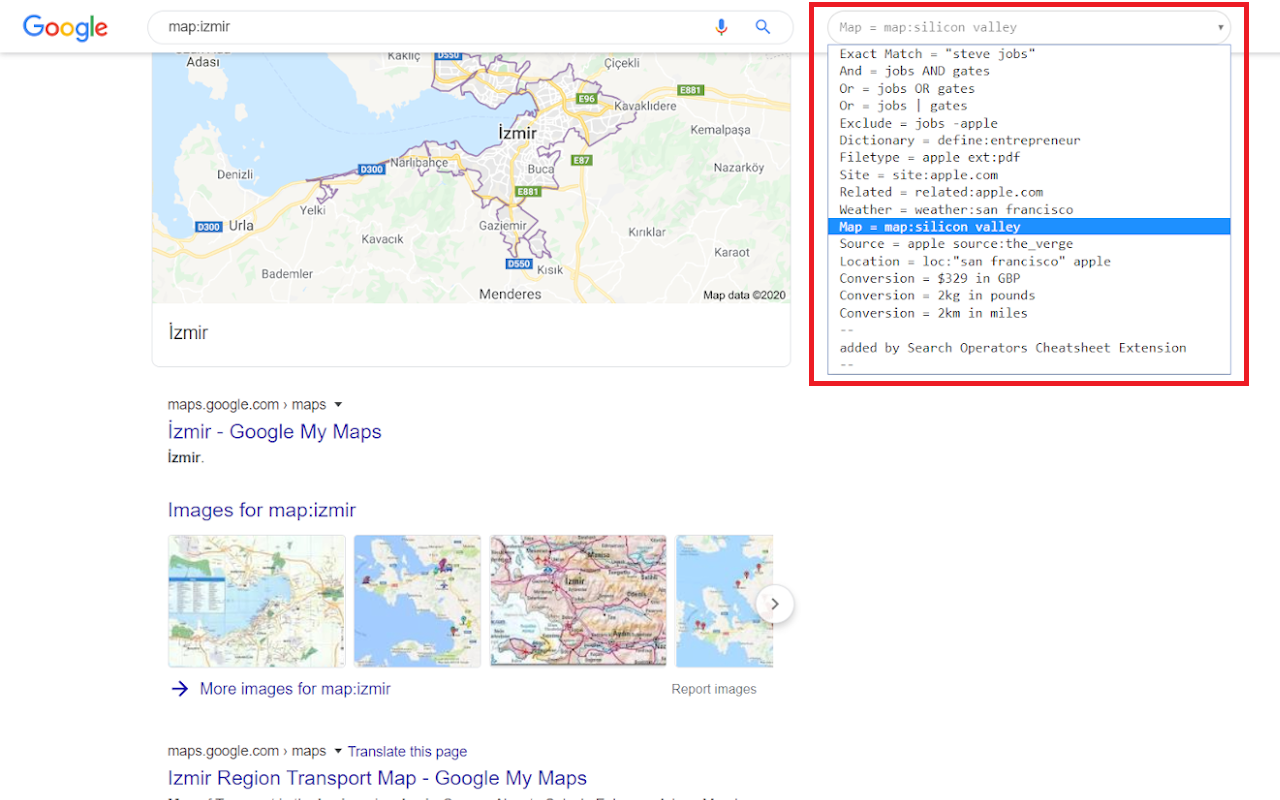 Google
map:izmir
Map = map:silicon valley
Exact Match = "steve jobs"
And = jobs AND gates
Or = jobs OR gates
Or = jobs | gates
Exclude = jobs -apple
Dictionary = define:entrepreneur
Filetype = apple ext:pdf
Site = site:apple.com
Related = related:apple.com
Weather = weather:san francisco
Map = map:silicon valley
Source = apple source:the_verge
Location = loc:"san francisco" apple
Conversion = $329 in GBP
Conversion = 2kg in pounds
Conversion = 2km in miles
--
added by Search Operators Cheatsheet Extension
--
Adası
Kakliç
D550
Çiçekli
E96
E881
Kavaklıdere
İzmir
Kemalpaşa
D300
Narlıbahçe
E87
Buca
Nazarköy
Denizli
E881
Yelki
D300
Urla
Gaziemir
Kırıklar
Kavacık
Karaot
D550
Kısık
Bademler
Menderes
Map data ©2020
İzmir
maps.google.com › maps
İzmir - Google My Maps
İzmir.
Images for map:izmir
Manisa
İzmir
Aydın
More images for map:izmir
Report images
maps.google.com › maps
Translate this page
Izmir Region Transport Map - Google My Maps